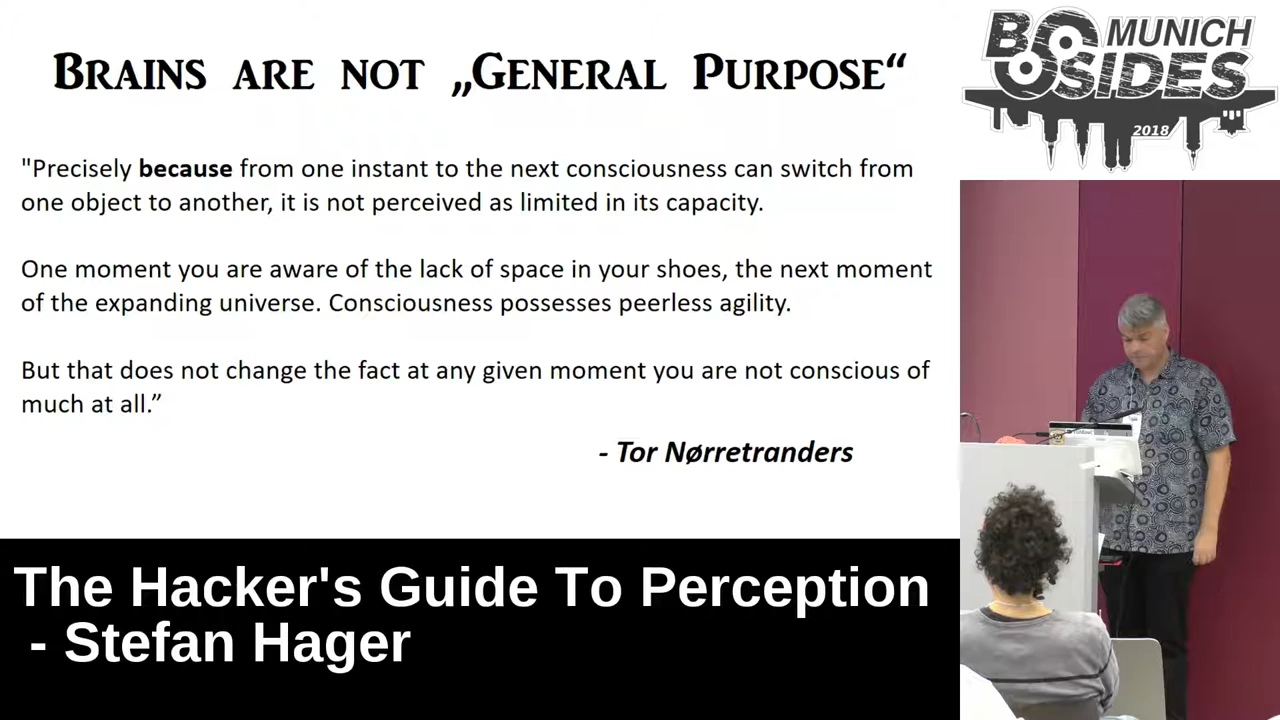 BRAINS ARE NOT „GENERAL PURPOSE“
"Precisely because from one instant to the next consciousness can switch from
one object to another, it is not perceived as limited in its capacity.
One moment you are aware of the lack of space in your shoes, the next moment
of the expanding universe. Consciousness possesses peerless agility.
But that does not change the fact at any given moment you are not conscious of
much at all.”
- Tor Nørretranders
BSIDES MUNICH
2018
The Hacker's Guide To Perception
- Stefan Hager